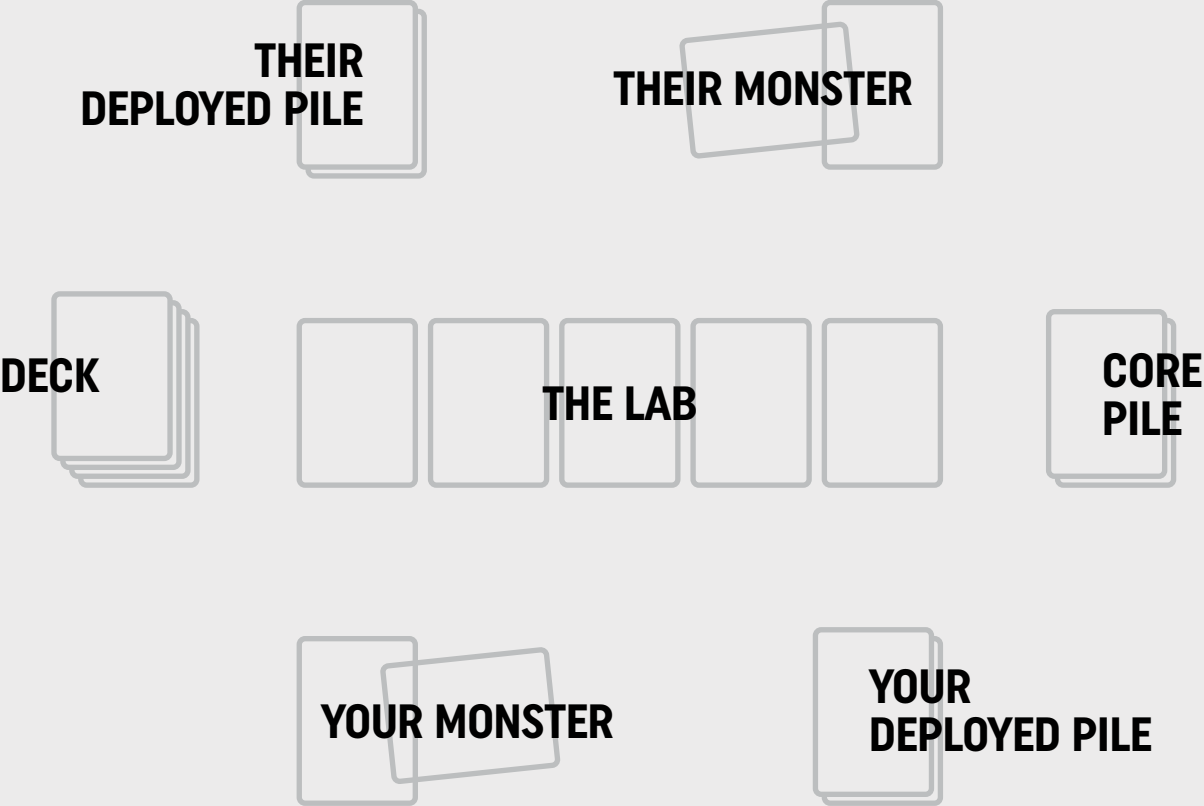 THEIR
DEPLOYED PILE
THEIR MONSTER
DECK
THE LAB
CORE
PILE
YOUR MONSTER
YOUR
DEPLOYED PILE